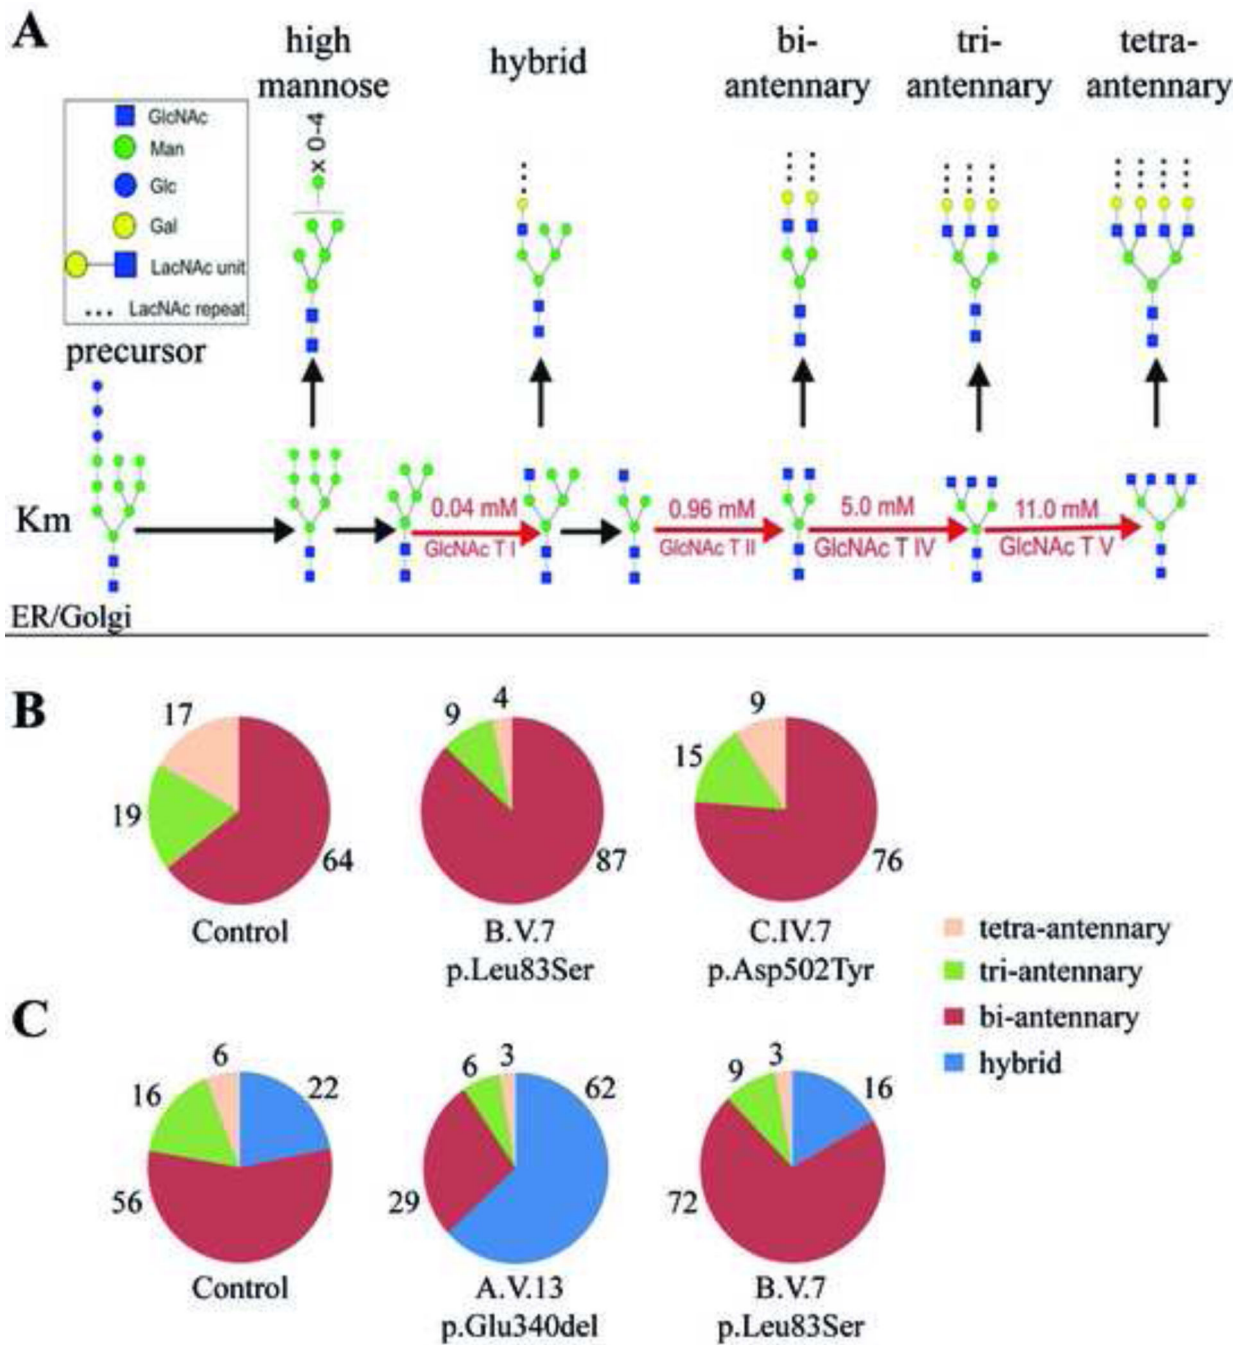 A
high
mannose
hybrid
bi-
antennary
tri-
antennary
tetra-
antennary
GlcNAc
Man
Glc
Gal
LacNAc unit
LacNAc repeat
x 0-4
precursor
Km
0.04 mM
GlcNAc T I
0.96 mM
GlcNAc T II
5.0 mM
GlcNAc T IV
11.0 mM
GlcNAc T V
ER/Golgi
B
17
19
64
Control
9
4
87
B.V.7
p.Leu83Ser
9
15
76
C.IV.7
p.Asp502Tyr
tetra-antennary
tri-antennary
bi-antennary
hybrid
C
6
16
22
56
Control
6
3
62
29
A.V.13
p.Glu340del
9
3
16
72
B.V.7
p.Leu83Ser